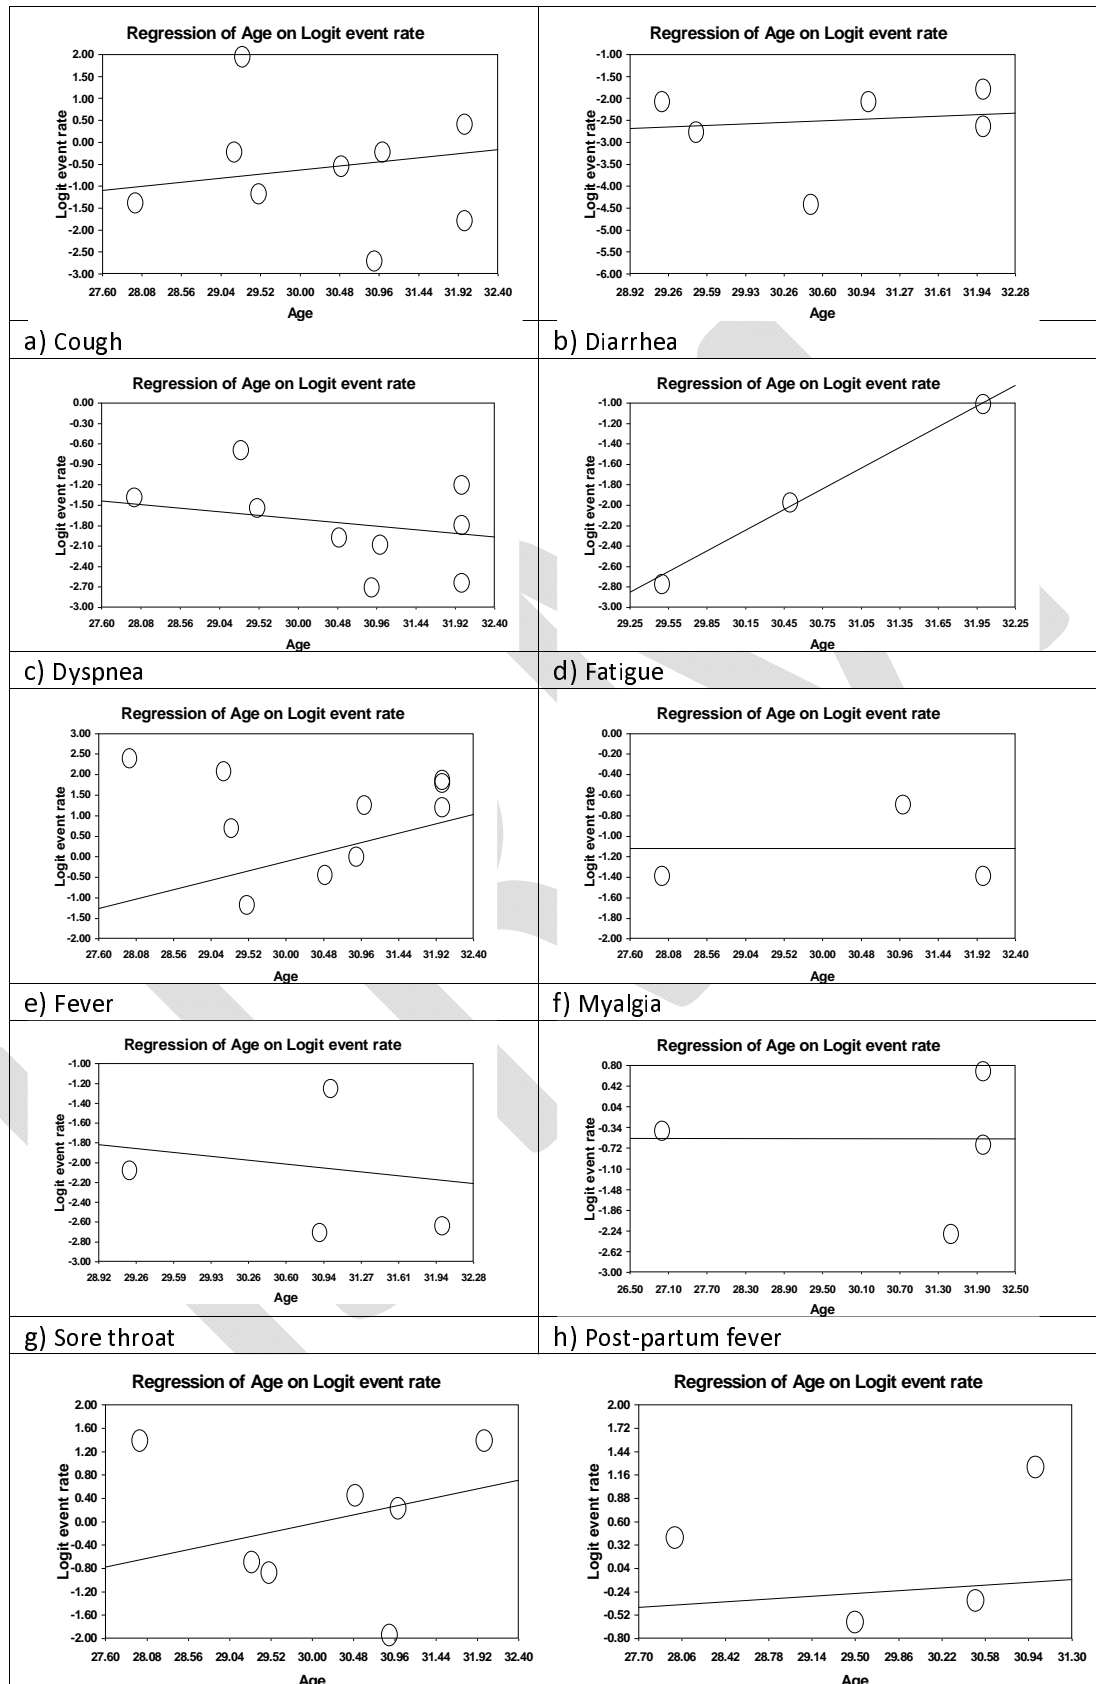 Regression of Age on Logit event rate
2.00
1.50
1.00
0.50
0.00
-0.50
-1.00
-1.50
-2.00
-2.50
-3.00
Logit event rate
27.60 28.08 28.56 29.04 29.52 30.00 30.48 30.96 31.44 31.92 32.40
Age
a) Cough
Regression of Age on Logit event rate
-1.00
-1.50
-2.00
-2.50
-3.00
-3.50
-4.00
-4.50
-5.00
-5.50
-6.00
Logit event rate
28.92 29.26 29.59 29.93 30.26 30.60 30.94 31.27 31.61 31.94 32.28
Age
b) Diarrhea
Regression of Age on Logit event rate
0.00
-0.30
-0.60
-0.90
-1.20
-1.50
-1.80
-2.10
-2.40
-2.70
-3.00
Logit event rate
27.60 28.08 28.56 29.04 29.52 30.00 30.48 30.96 31.44 31.92 32.40
Age
c) Dyspnea
Regression of Age on Logit event rate
-1.00
-1.20
-1.40
-1.60
-1.80
-2.00
-2.20
-2.40
-2.60
-2.80
-3.00
Logit event rate
29.25 29.55 29.85 30.15 30.45 30.75 31.05 31.35 31.65 31.95 32.25
Age
d) Fatigue
Regression of Age on Logit event rate
3.00
2.50
2.00
1.50
1.00
0.50
0.00
-0.50
-1.00
-1.50
-2.00
Logit event rate
27.60 28.08 28.56 29.04 29.52 30.00 30.48 30.96 31.44 31.92 32.40
Age
e) Fever
Regression of Age on Logit event rate
0.00
-0.20
-0.40
-0.60
-0.80
-1.00
-1.20
-1.40
-1.60
-1.80
-2.00
Logit event rate
27.60 28.08 28.56 29.04 29.52 30.00 30.48 30.96 31.44 31.92 32.40
Age
f) Myalgia
Regression of Age on Logit event rate
-1.00
-1.20
-1.40
-1.60
-1.80
-2.00
-2.20
-2.40
-2.60
-2.80
-3.00
Logit event rate
28.92 29.26 29.59 29.93 30.26 30.60 30.94 31.27 31.61 31.94 32.28
Age
g) Sore throat
Regression of Age on Logit event rate
0.80
0.42
0.04
-0.34
-0.72
-1.10
-1.48
-1.86
-2.24
-2.62
-3.00
Logit event rate
26.50 27.10 27.70 28.30 28.90 29.50 30.10 30.70 31.30 31.90 32.50
Age
h) Post-partum fever
Regression of Age on Logit event rate
2.00
1.60
1.20
0.80
0.40
0.00
-0.40
-0.80
-1.20
-1.60
-2.00
Logit event rate
27.60 28.08 28.56 29.04 29.52 30.00 30.48 30.96 31.44 31.92 32.40
Age
Regression of Age on Logit event rate
2.00
1.72
1.44
1.16
0.88
0.60
0.32
0.04
-0.24
-0.52
-0.80
Logit event rate
27.70 28.06 28.42 28.78 29.14 29.50 29.86 30.22 30.58 30.94 31.30
Age